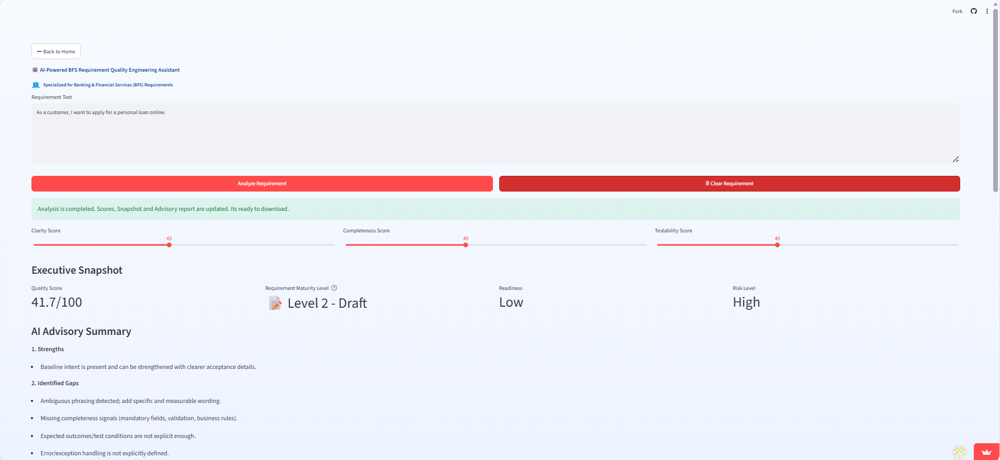 Fork
← Back to Home
AI-Powered BFS Requirement Quality Engineering Assistant
Specialized for Banking & Financial Services (BFS) Requirements
Requirement Text
As a customer, I want to apply for a personal loan online.
Analyze Requirement
Clear Requirement
Analysis is completed. Scores, Snapshot and Advisory report are updated. Its ready to download.
Clarity Score
45
Completeness Score
40
Testability Score
40
Executive Snapshot
Quality Score
41.7/100
Requirement Maturity Level
Level 2 - Draft
Readiness
Low
Risk Level
High
AI Advisory Summary
1. Strengths
• Baseline intent is present and can be strengthened with clearer acceptance details.
2. Identified Gaps
• Ambiguous phrasing detected; add specific and measurable wording.
• Missing completeness signals (mandatory fields, validation, business rules).
• Expected outcomes/test conditions are not explicit enough.
• Error/exception handling is not explicitly defined.